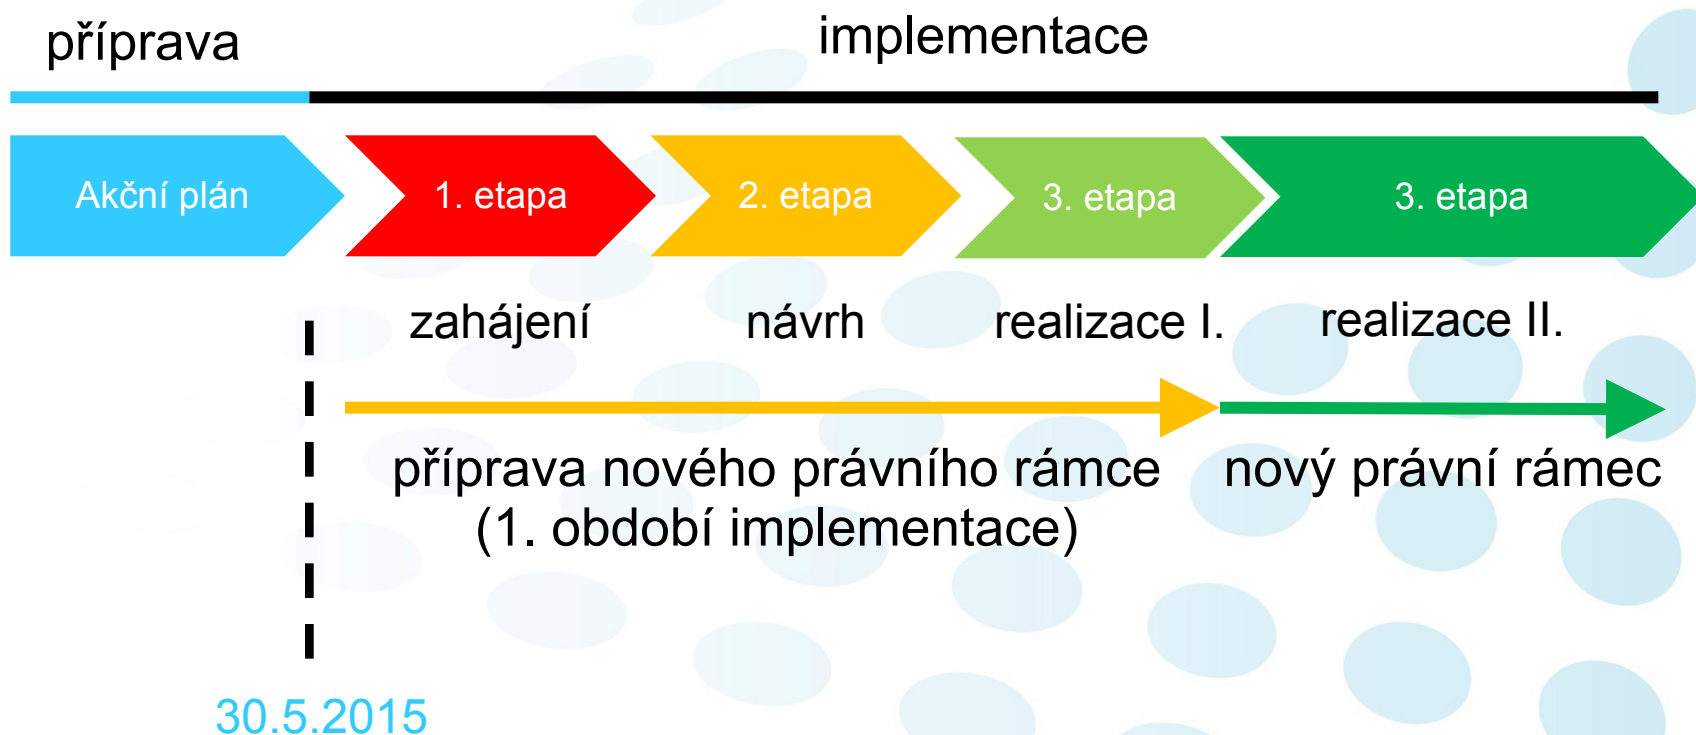 příprava
implementace
Akční plán
1. etapa
2. etapa
3. etapa
3. etapa
zahájení
návrh
realizace I.
realizace II.
příprava nového právního rámce
(1. období implementace)
nový právní rámec
30.5.2015